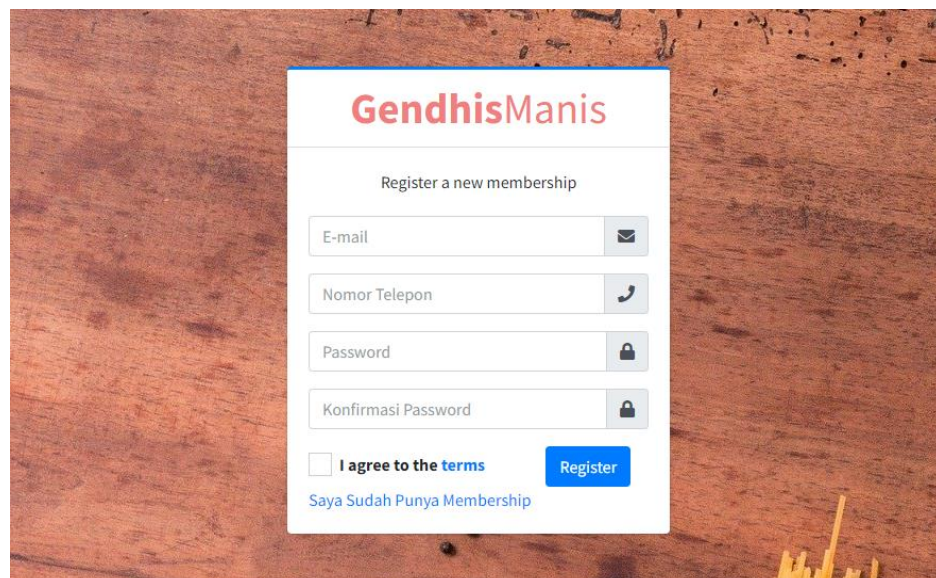 GendhisManis
Register a new membership
E-mail
Nomor Telepon
Password
Konfirmasi Password
I agree to the terms
Register
Saya Sudah Punya Membership